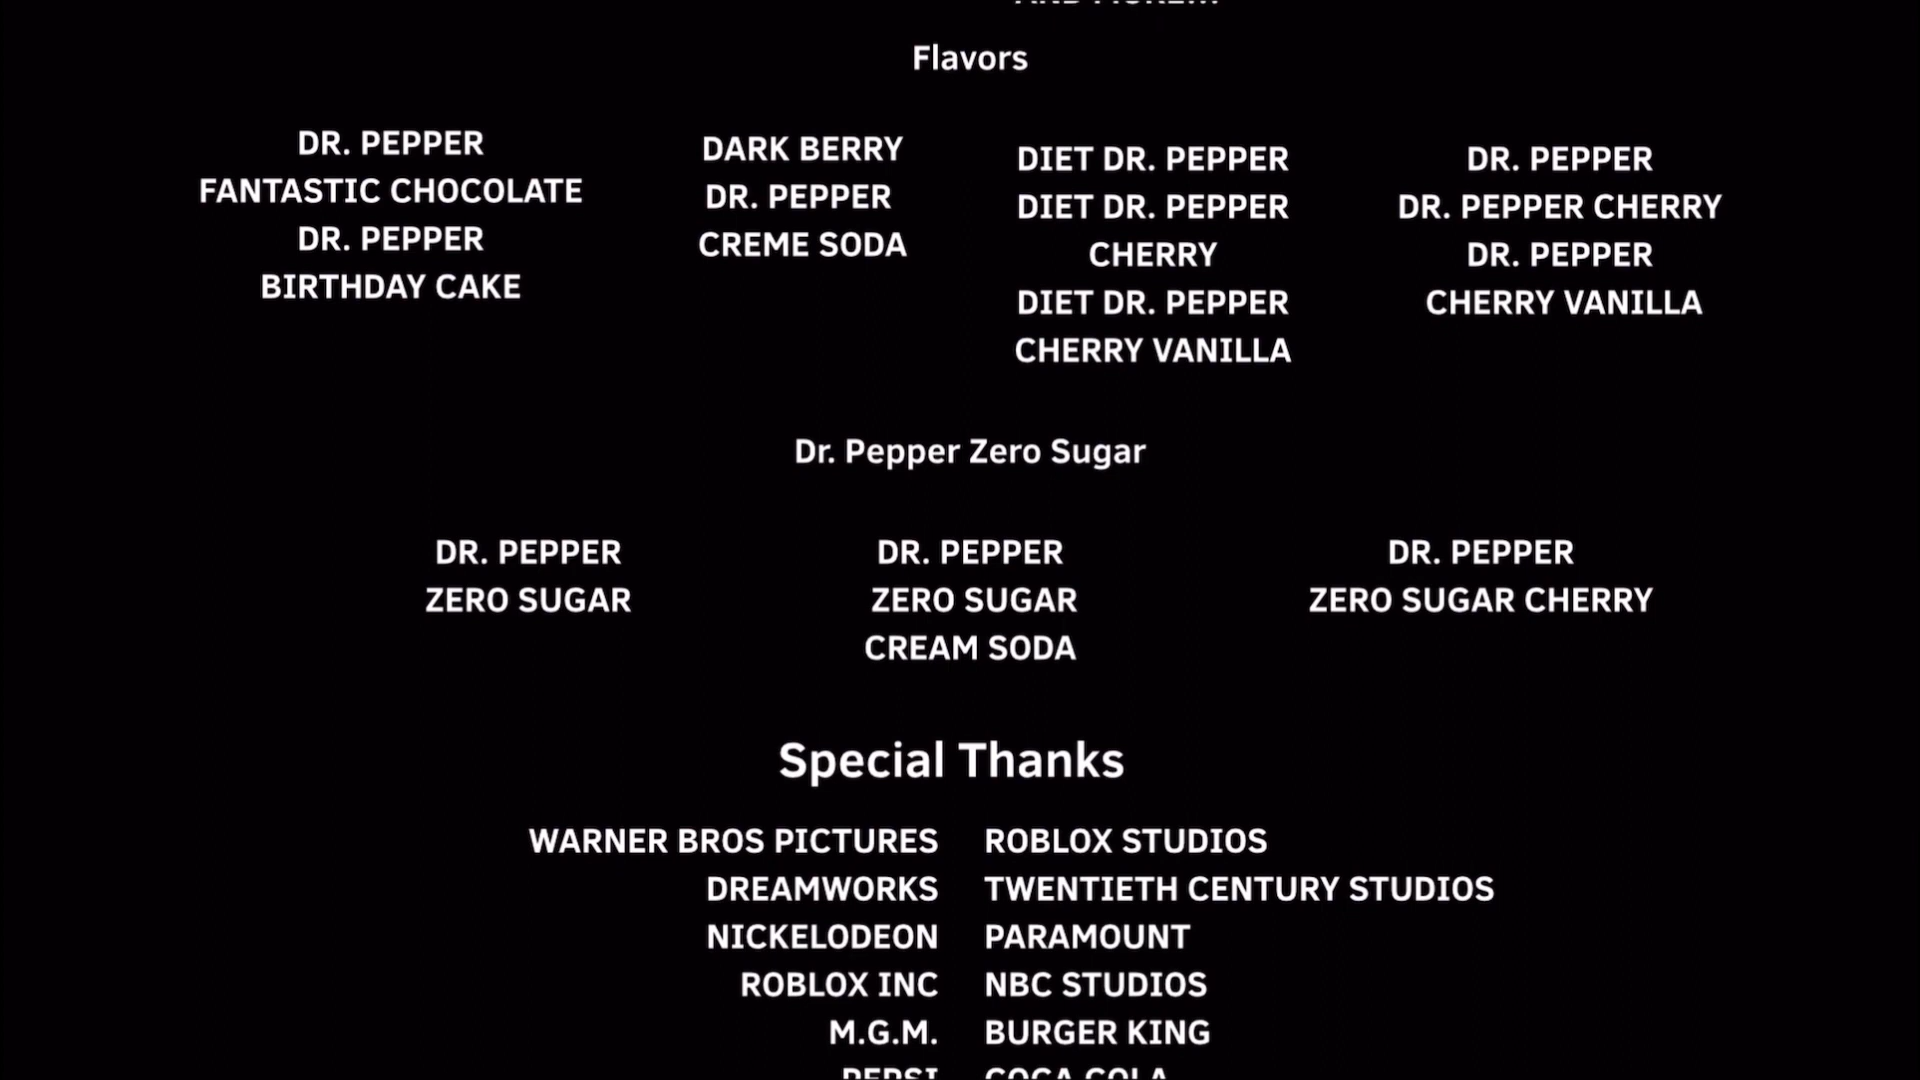 Flavors
DR. PEPPER
FANTASTIC CHOCOLATE
DR. PEPPER
BIRTHDAY CAKE
DARK BERRY
DR. PEPPER
CREME SODA
DIET DR. PEPPER
DIET DR. PEPPER
CHERRY
DIET DR. PEPPER
CHERRY VANILLA
DR. PEPPER
DR. PEPPER CHERRY
DR. PEPPER
CHERRY VANILLA
Dr. Pepper Zero Sugar
DR. PEPPER
ZERO SUGAR
DR. PEPPER
ZERO SUGAR
CREAM SODA
DR. PEPPER
ZERO SUGAR CHERRY
Special Thanks
WARNER BROS PICTURES ROBLOX STUDIOS
DREAMWORKS TWENTIETH CENTURY STUDIOS
NICKELODEON PARAMOUNT
ROBLOX INC NBC STUDIOS
M.G.M. BURGER KING
PEPSI COCA COLA